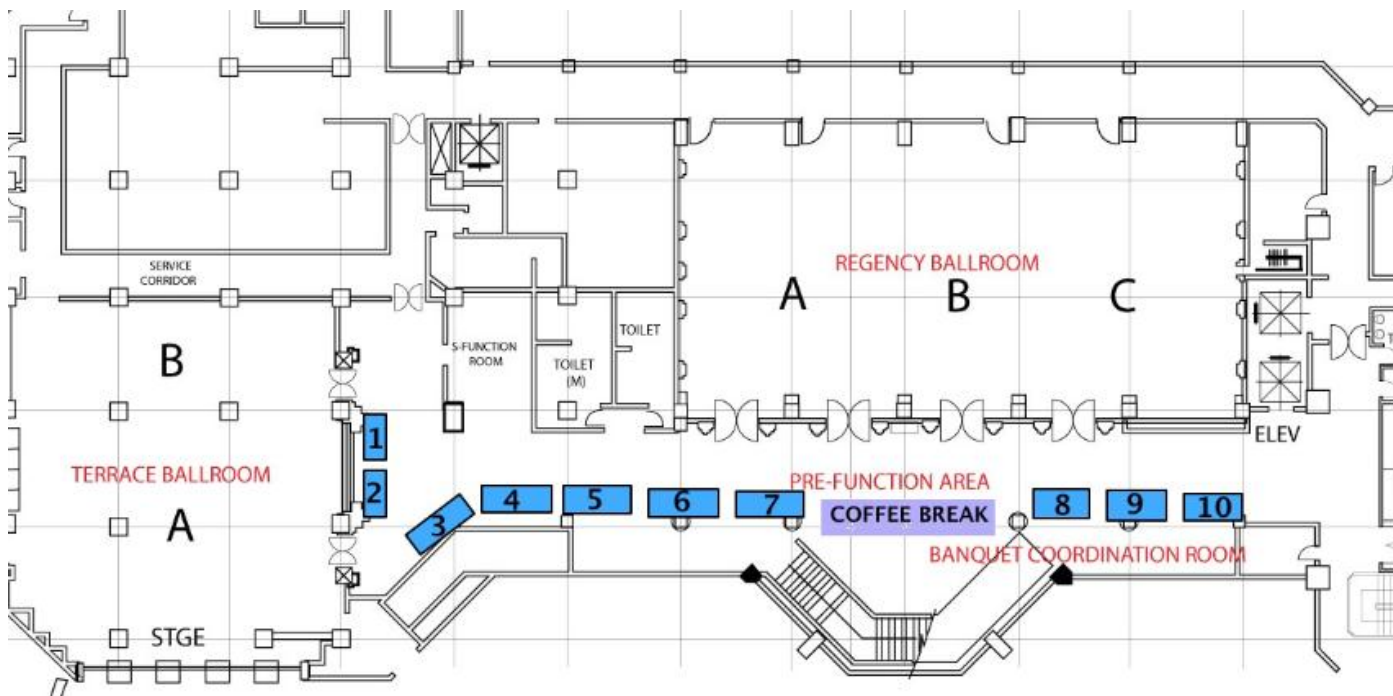 SERVICE
CORRIDOR
REGENCY BALLROOM
A
B
C
B
S-FUNCTION
ROOM
TOILET
TOILET
(M)
ELEV
1
TERRACE BALLROOM
PRE-FUNCTION AREA
2
3
4
5
6
7
COFFEE BREAK
8
9
10
A
BANQUET COORDINATION ROOM
STGE